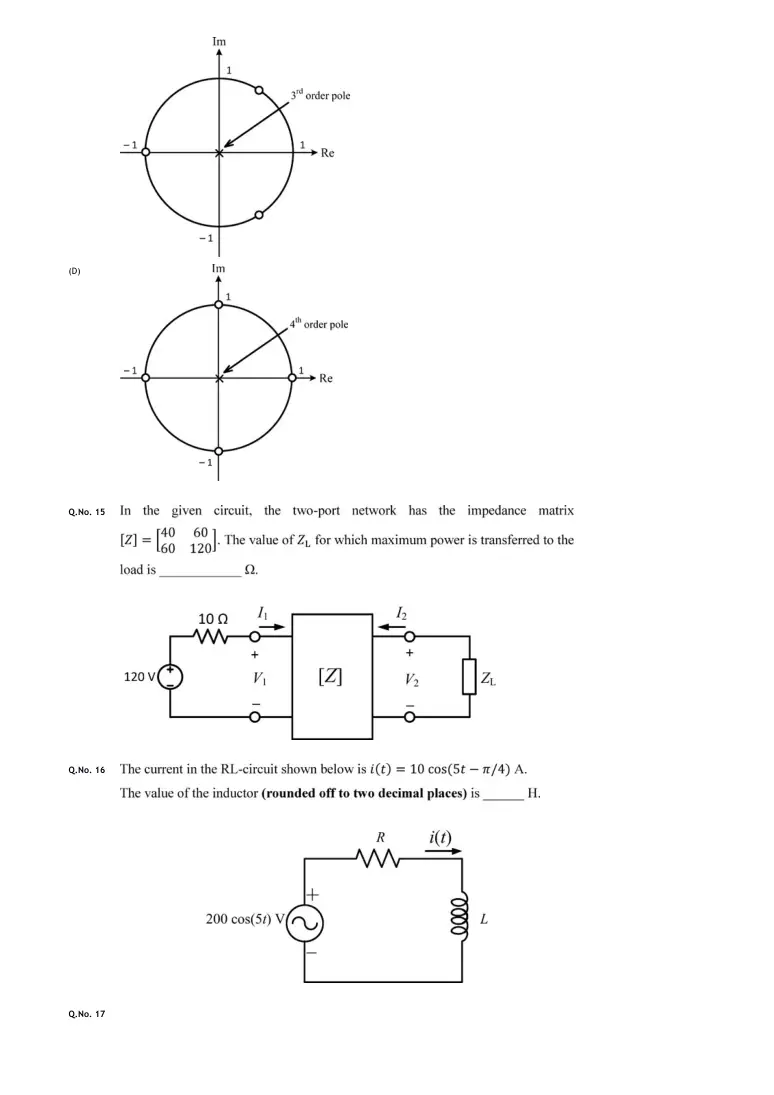 Im
1
3rd order pole
−1
1
Re
−1
(D)
Im
1
4th order pole
−1
1
Re
−1
Q.No. 15 In the given circuit, the two-port network has the impedance matrix
[Z] = [40 60
60 120]. The value of ZL for which maximum power is transferred to the
load is ____________ Ω.
10 Ω I1 I2
+ +
120 V + − V1 [Z] V2 ZL
− −
Q.No. 16 The current in the RL-circuit shown below is i(t) = 10 cos(5t − π/4) A.
The value of the inductor (rounded off to two decimal places) is ______ H.
R i(t)
+
200 cos(5t) V L
−
Q.No. 17